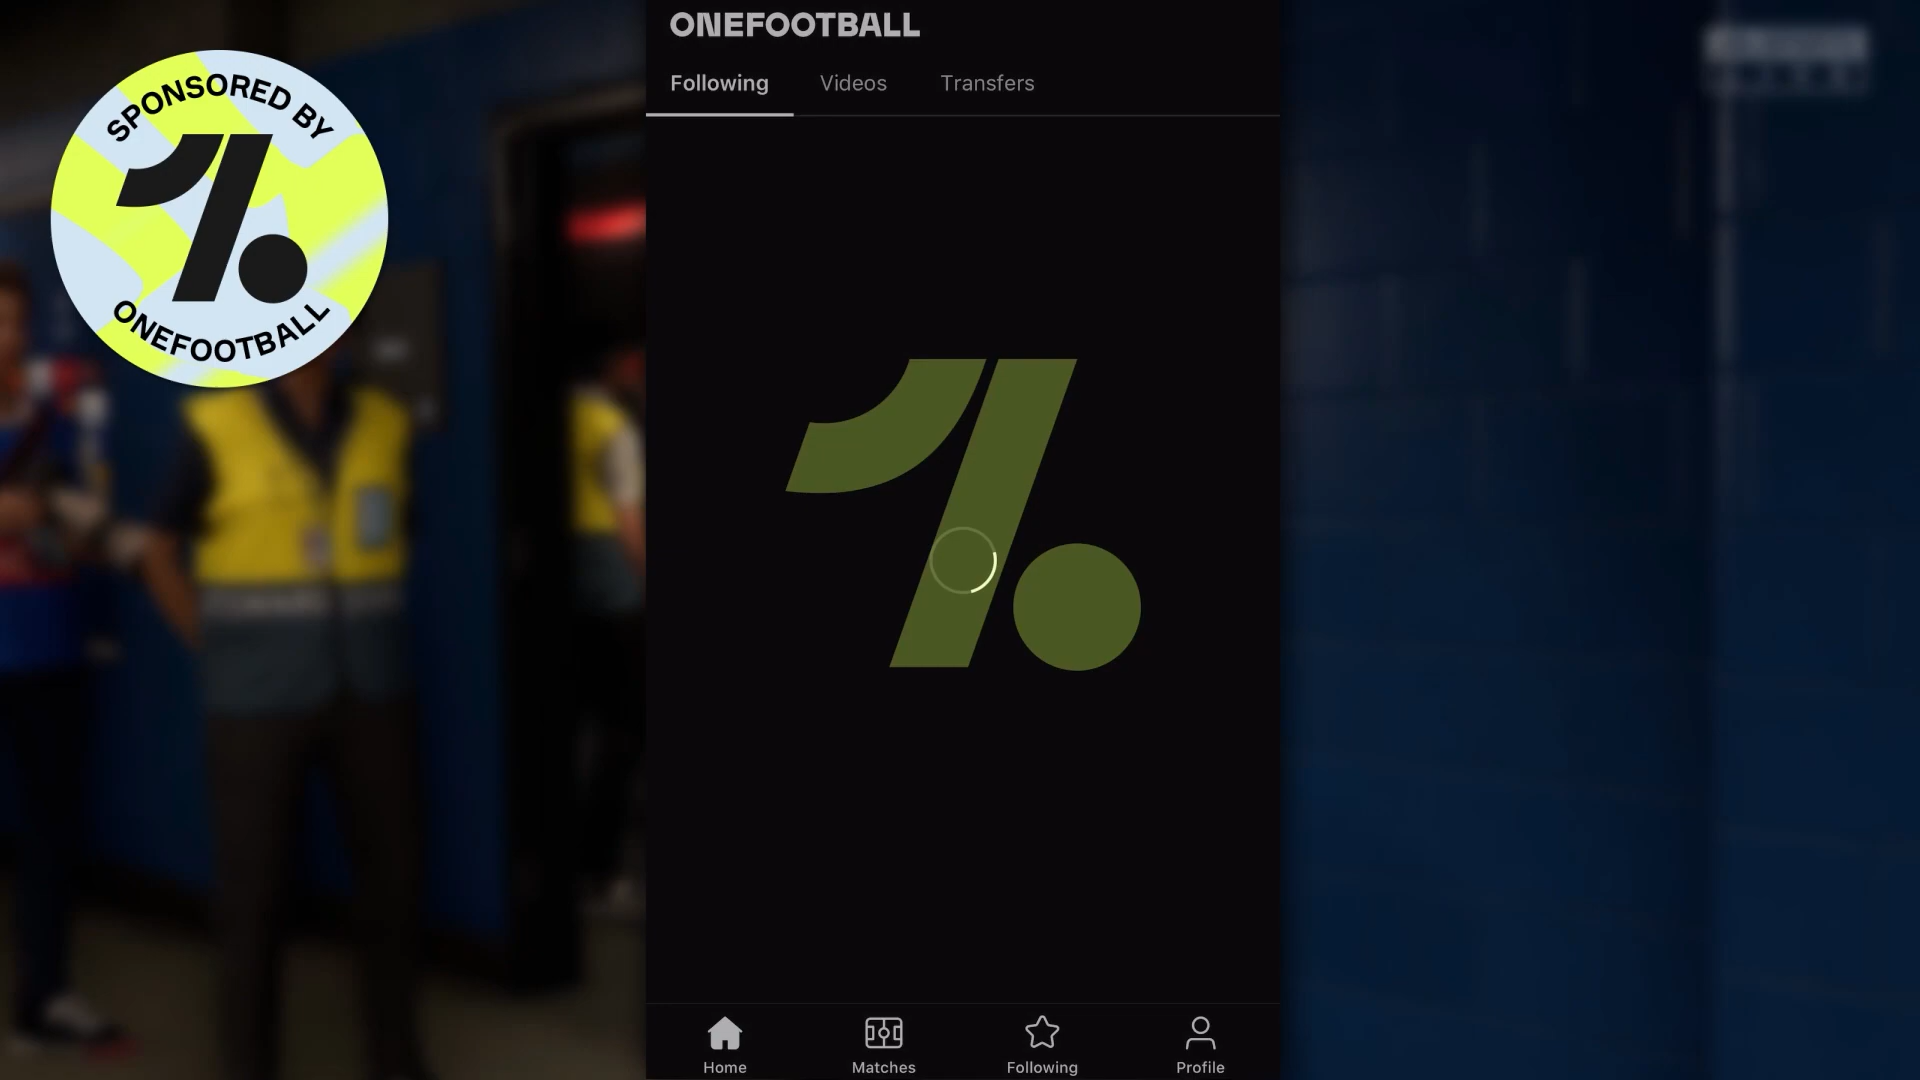 SPONSORED BY
ONEFOOTBALL
ONEFOOTBALL
Following
Videos
Transfers
Home
Matches
Following
Profile